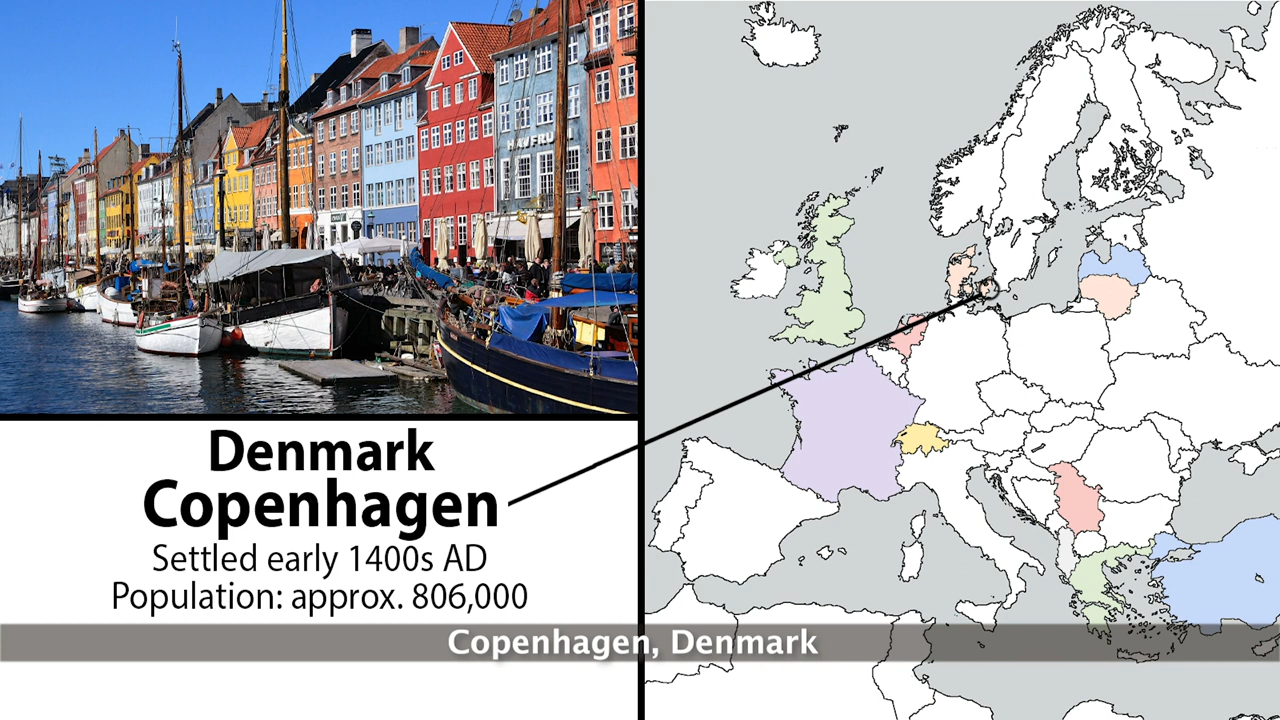 HAVFRU
Denmark
Copenhagen
Settled early 1400s AD
Population: approx. 806,000
Copenhagen, Denmark